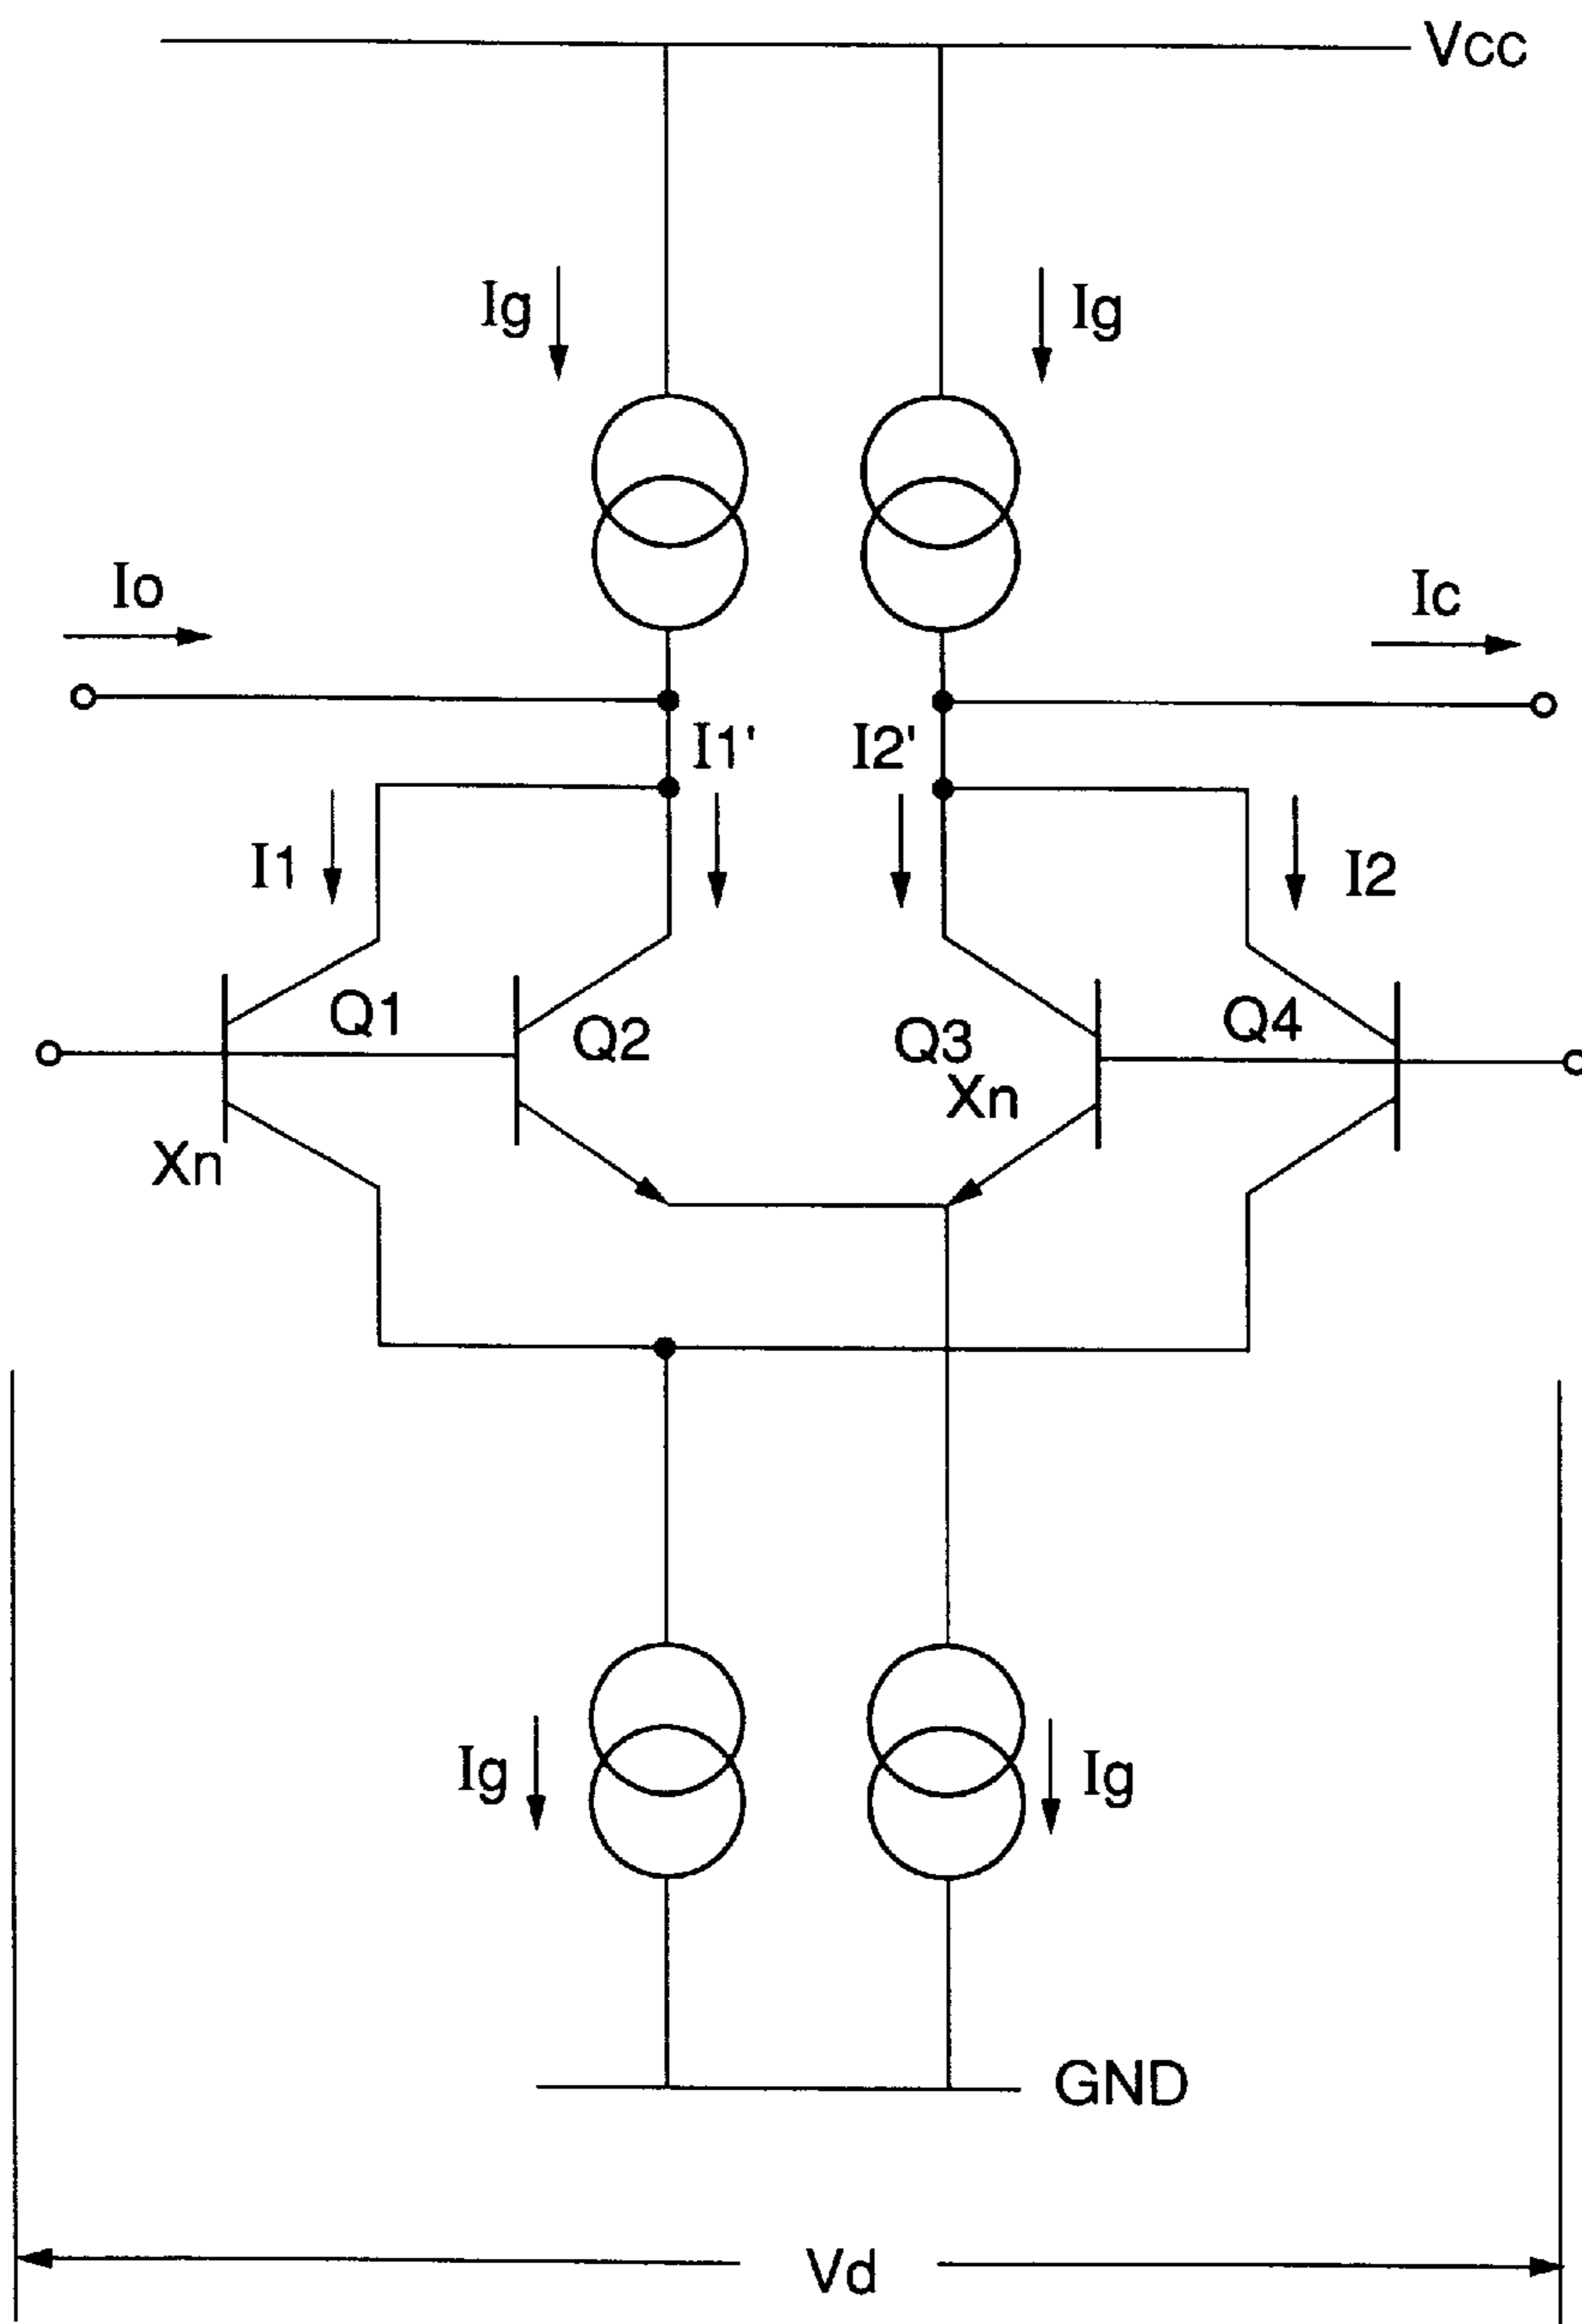 Vcc
Ig
Ig
Io
Ic
I1'
I2'
I1
I2
Q1
Q2
Q3
Q4
Xn
Xn
Ig
Ig
GND
Vd